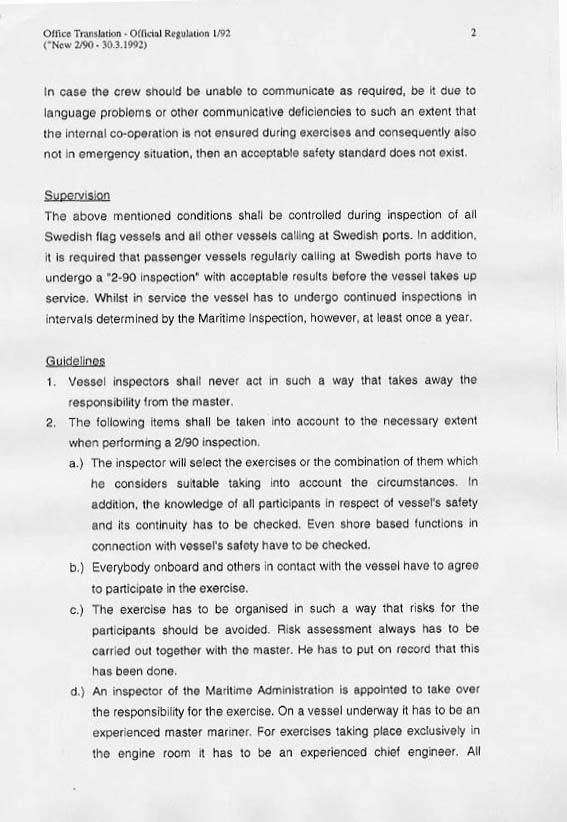 Office Translation - Official Regulation 1/92
2
("New 2/90 - 30.3.1992)
In case the crew should be unable to communicate as required, be it due to
language problems or other communicative deficiencies to such an extent that
the internal co-operation is not ensured during exercises and consequently also
not in emergency situation, then an acceptable safety standard does not exist.
Supervision
The above mentioned conditions shall be controlled during inspection of all
Swedish flag vessels and all other vessels calling at Swedish ports. In addition,
it is required that passenger vessels regularly calling at Swedish ports have to
undergo a "2-90 inspection" with acceptable results before the vessel takes up
service. Whilst in service the vessel has to undergo continued inspections in
intervals determined by the Maritime Inspection, however, at least once a year.
Guidelines
1. Vessel inspectors shall never act in such a way that takes away the
responsibility from the master.
2. The following items shall be taken into account to the necessary extent
when performing a 2/90 inspection.
a.) The inspector will select the exercises or the combination of them which
he considers suitable taking into account the circumstances. In
addition, the knowledge of all participants in respect of vessel's safety
and its continuity has to be checked. Even shore based functions in
connection with vessel's safety have to be checked.
b.) Everybody onboard and others in contact with the vessel have to agree
to participate in the exercise.
c.) The exercise has to be organised in such a way that risks for the
participants should be avoided. Risk assessment always has to be
carried out together with the master. He has to put on record that this
has been done.
d.) An inspector of the Maritime Administration is appointed to take over
the responsibility for the exercise. On a vessel underway it has to be an
experienced master mariner. For exercises taking place exclusively in
the engine room it has to be an experienced chief engineer. All